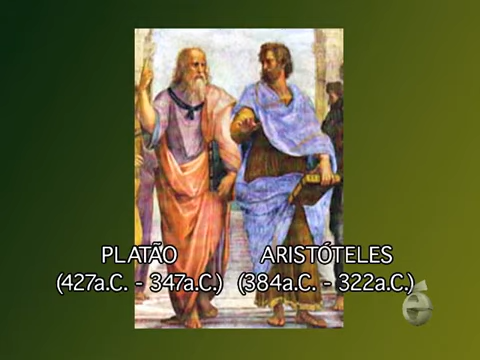 PLATÃO ARISTÓTELES
(427a.C. - 347a.C.) (384a.C. - 322a.C.)
é